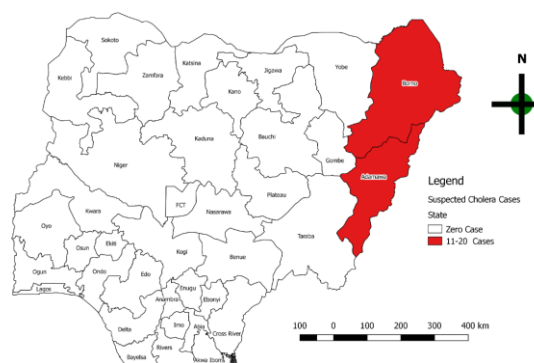 Sokoto
Katsina
Kebbi
Zamfara
Jigawa
Yobe
Borno
Kano
N
Kaduna
Bauchi
Gombe
Niger
Adamawa
Plateau
FCT
Nasarawa
Kwara
Oyo
Taraba
Osun
Ekiti
Kogi
Benue
Ogun
Ondo
Edo
Lagos
Enugu
Anambra
Ebonyi
Delta
Imo
Abia
Cross River
Rivers
Bayelsa
Akwa Ibom
Legend
Suspected Cholera Cases
State
Zero Case
11-20 Cases
100 0 100 200 300 400 km